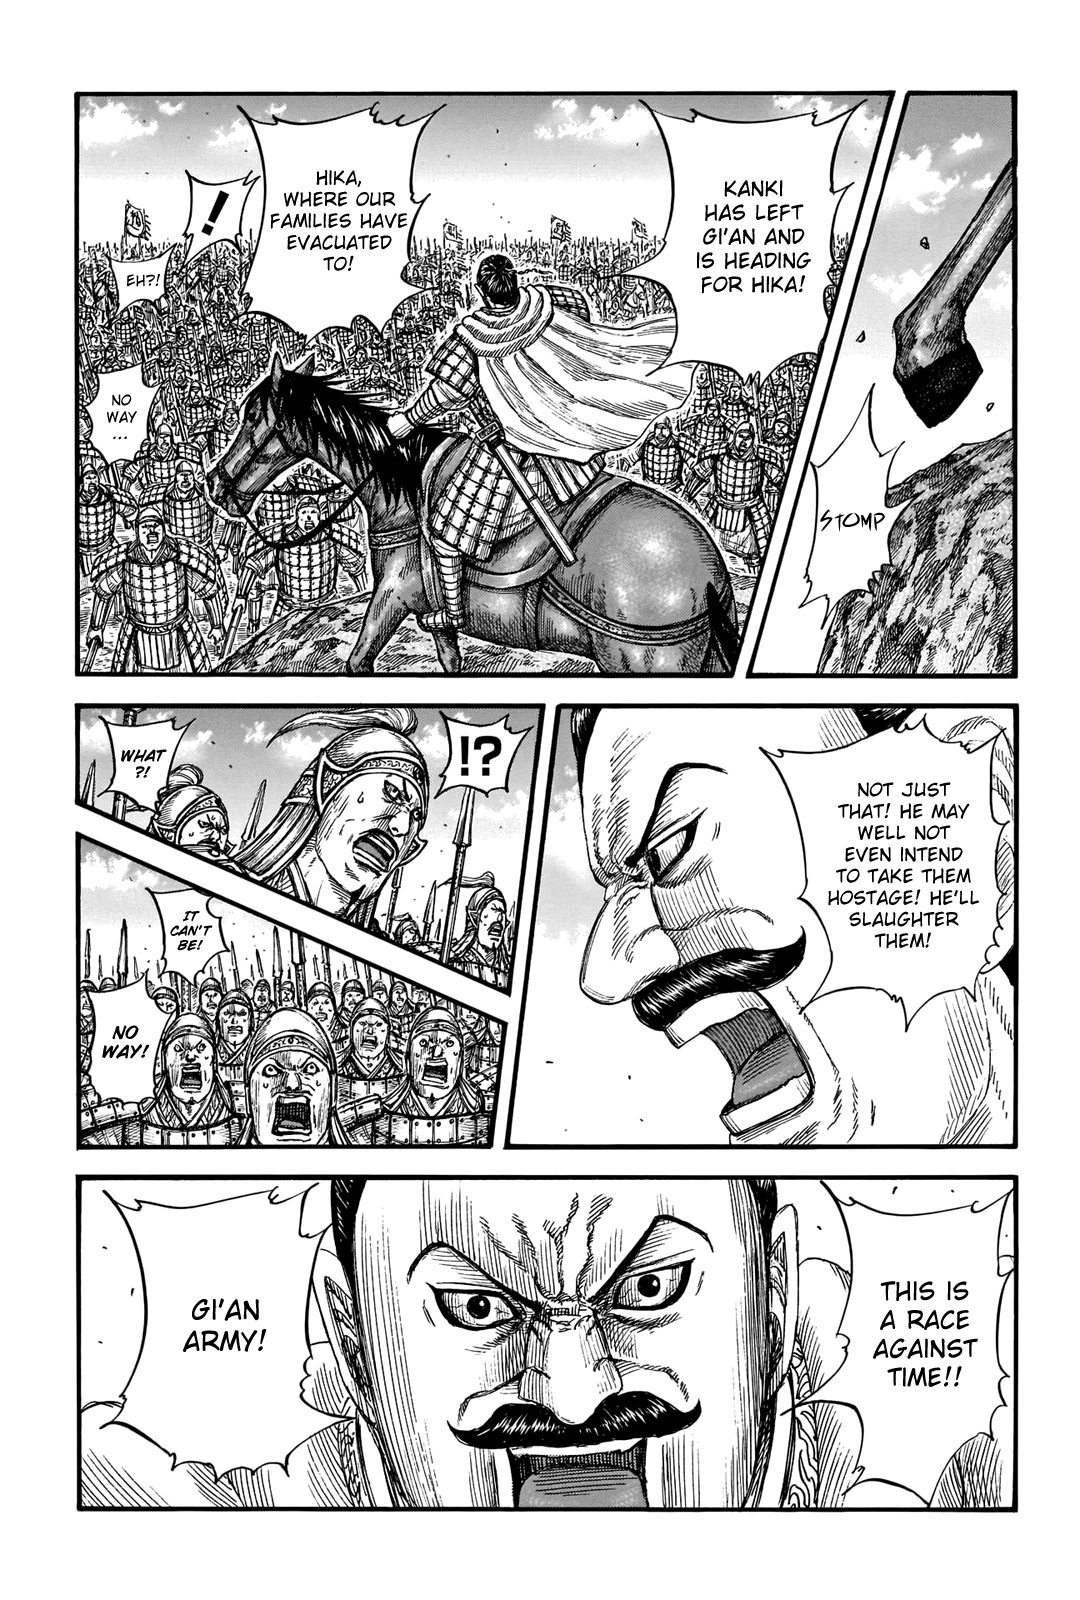 STOMP
KANKI
HAS LEFT
GI'AN AND
IS HEADING
FOR HIKA!
HIKA,
WHERE OUR
FAMILIES HAVE
EVACUATED
TO!
!
EH?!
NO
WAY
...
NOT JUST
THAT! HE MAY
WELL NOT
EVEN INTEND
TO TAKE THEM
HOSTAGE! HE'LL
SLAUGHTER
THEM!
!?
WHAT
?!
IT
CAN'T
BE!
NO
WAY!
THIS IS
A RACE
AGAINST
TIME!!
GI'AN
ARMY!